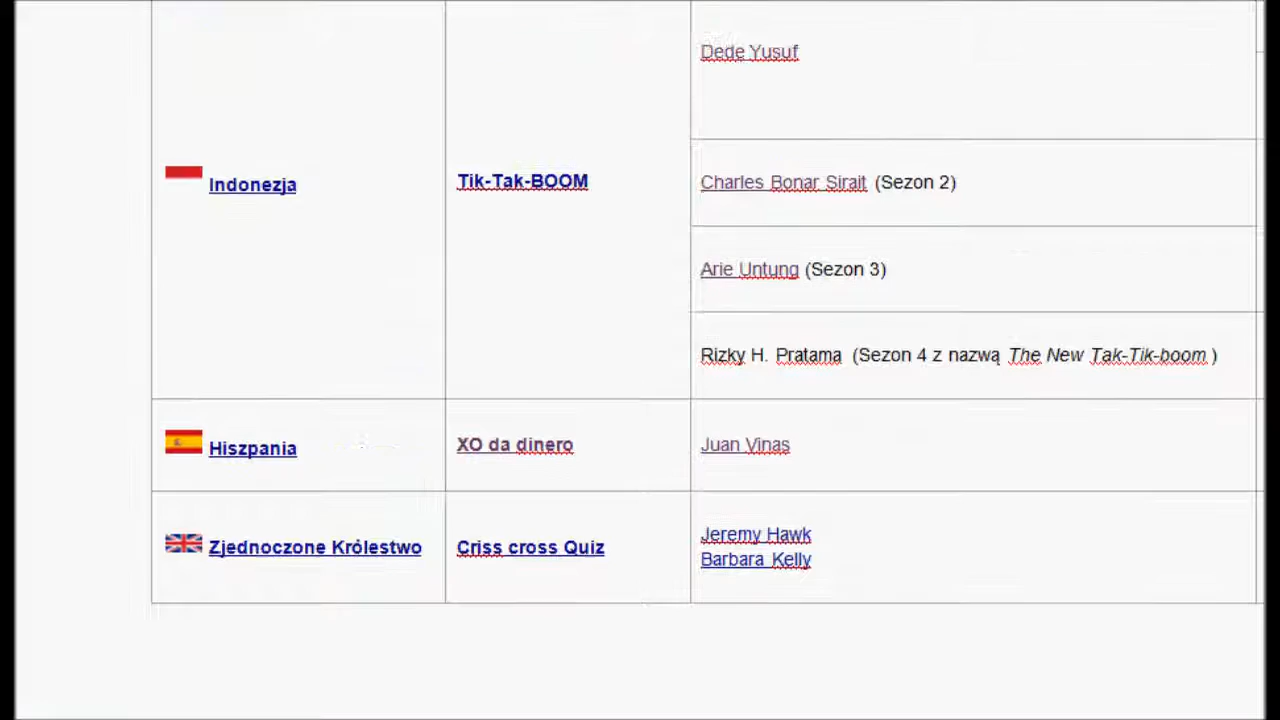 Dede Yusuf
Indonezja
Tik-Tak-BOOM
Charles Bonar Sirait (Sezon 2)
Arie Untung (Sezon 3)
Rizky H. Pratama (Sezon 4 z nazwą The New Tak-Tik-boom )
Hiszpania
XO da dinero
Juan Vinas
Zjednoczone Królestwo
Criss cross Quiz
Jeremy Hawk
Barbara Kelly